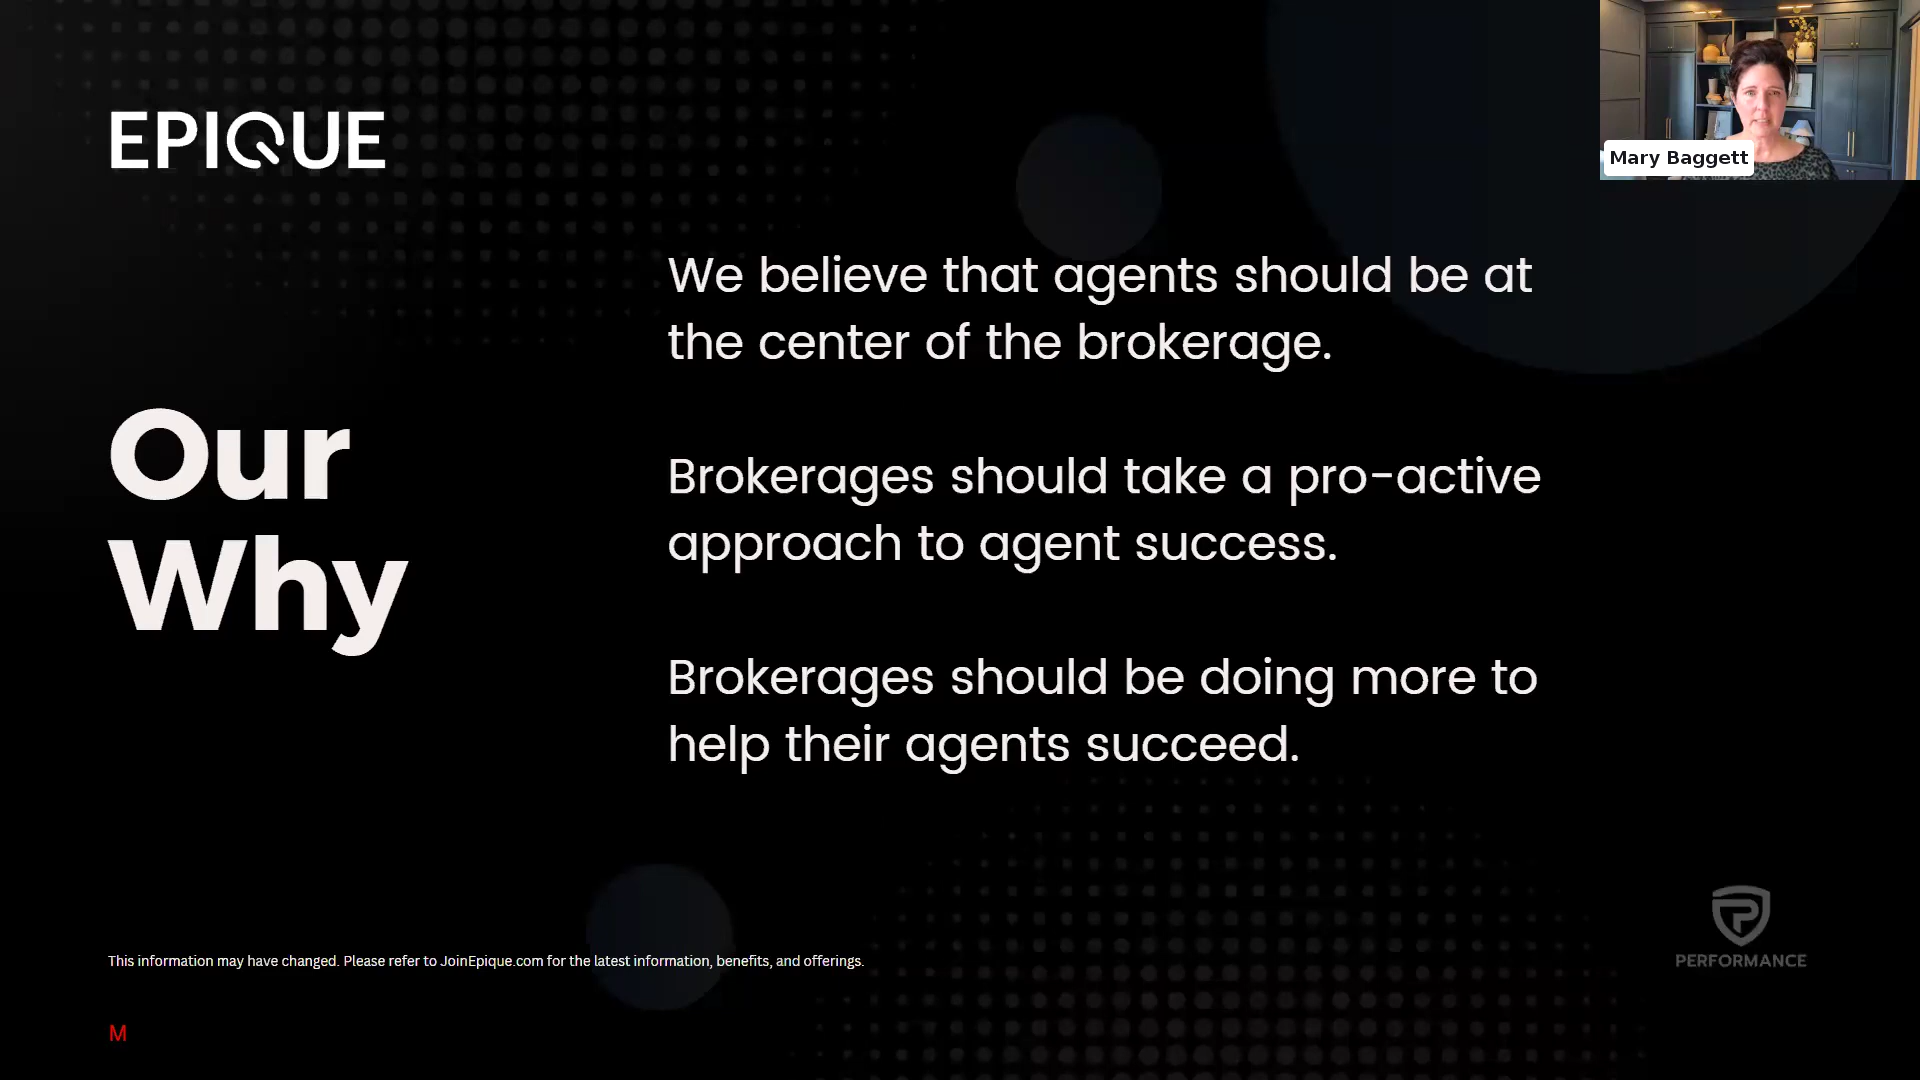 EPIQUE
Mary Baggett
Our
Why
We believe that agents should be at
the center of the brokerage.
Brokerages should take a pro-active
approach to agent success.
Brokerages should be doing more to
help their agents succeed.
This information may have changed. Please refer to JoinEpique.com for the latest information, benefits, and offerings.
PERFORMANCE
M